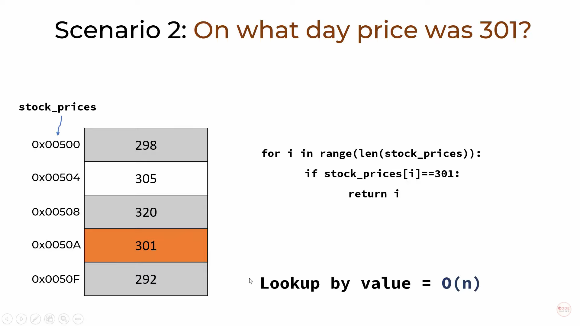 Scenario 2: On what day price was 301?
stock_prices
0x00500 298
0x00504 305
0x00508 320
0x0050A 301
0x0050F 292
for i in range(len(stock_prices)):
if stock_prices[i]==301:
return i
Lookup by value = O(n)